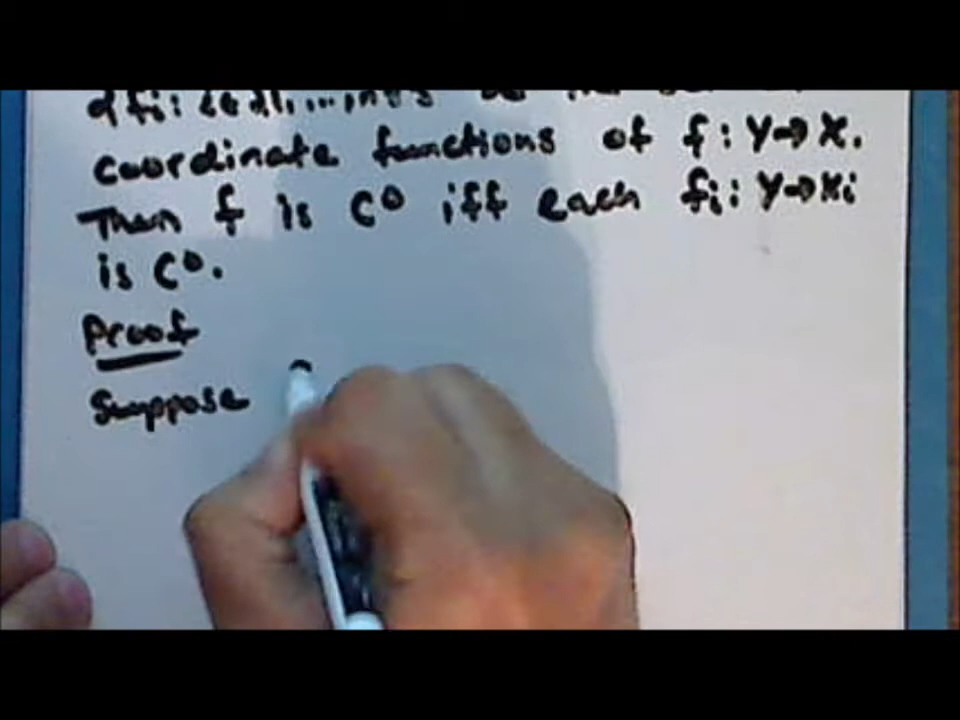 coordinate functions of f: Y→X.
Then f is C⁰ iff each fᵢ: Y→Xᵢ
is C⁰.
Proof
Suppose